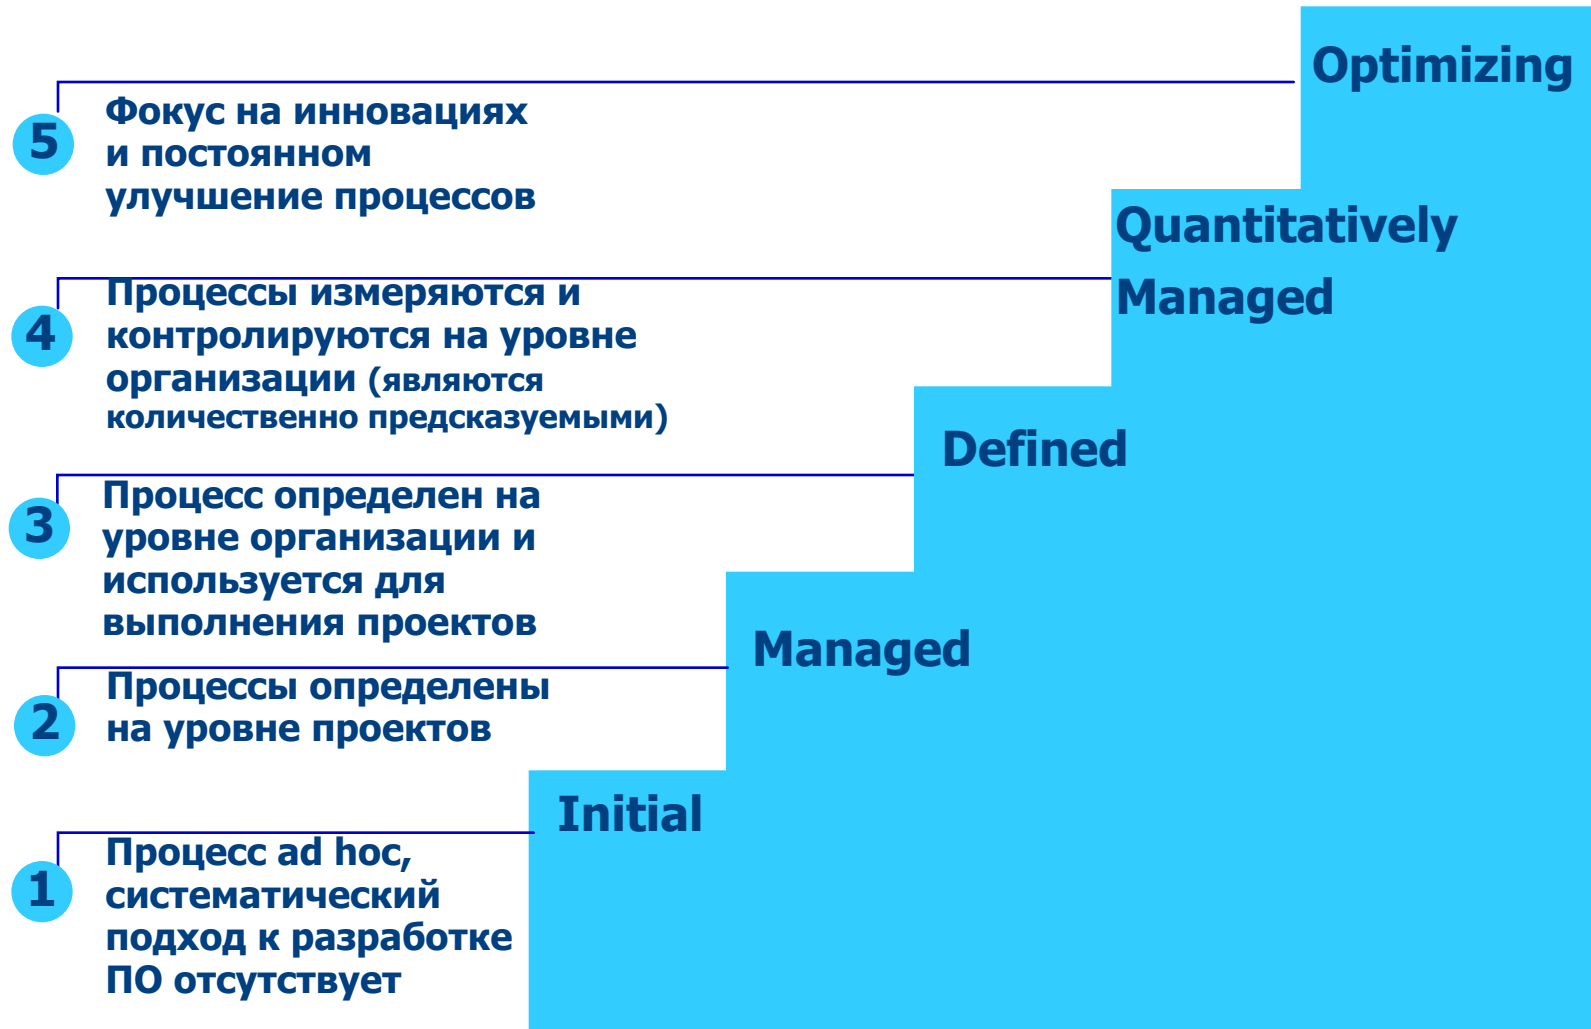 Optimizing
5
Фокус на инновациях
и постоянном
улучшение процессов
Quantitatively
Managed
4
Процессы измеряются и
контролируются на уровне
организации (являются
количественно предсказуемыми)
Defined
3
Процесс определен на
уровне организации и
используется для
выполнения проектов
Managed
2
Процессы определены
на уровне проектов
Initial
1
Процесс ad hoc,
систематический
подход к разработке
ПО отсутствует